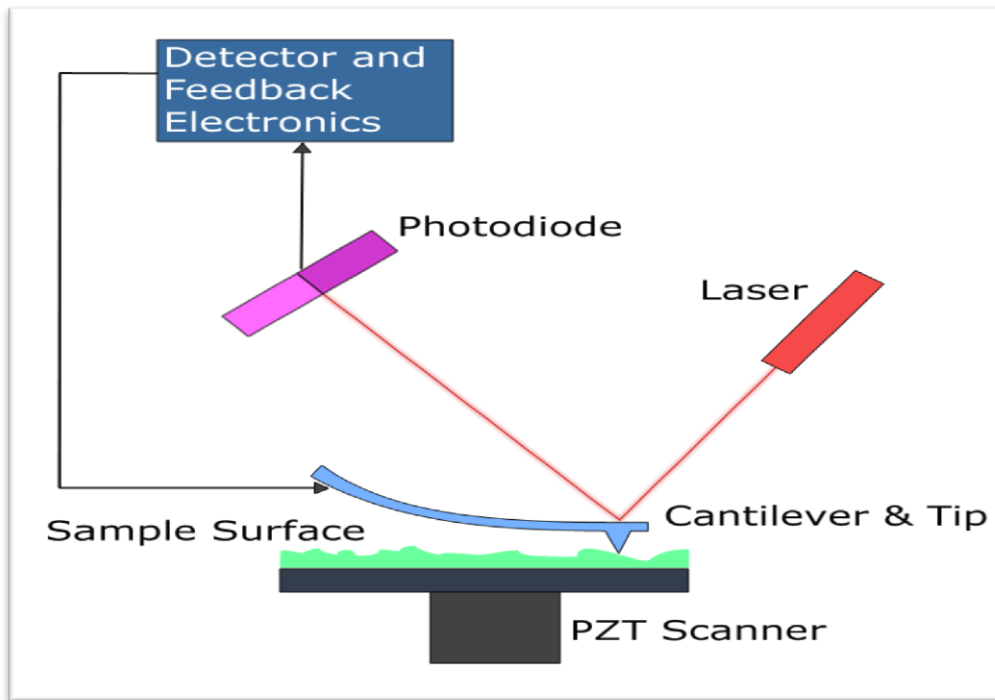 Detector and
Feedback
Electronics
Photodiode
Laser
Cantilever & Tip
Sample Surface
PZT Scanner